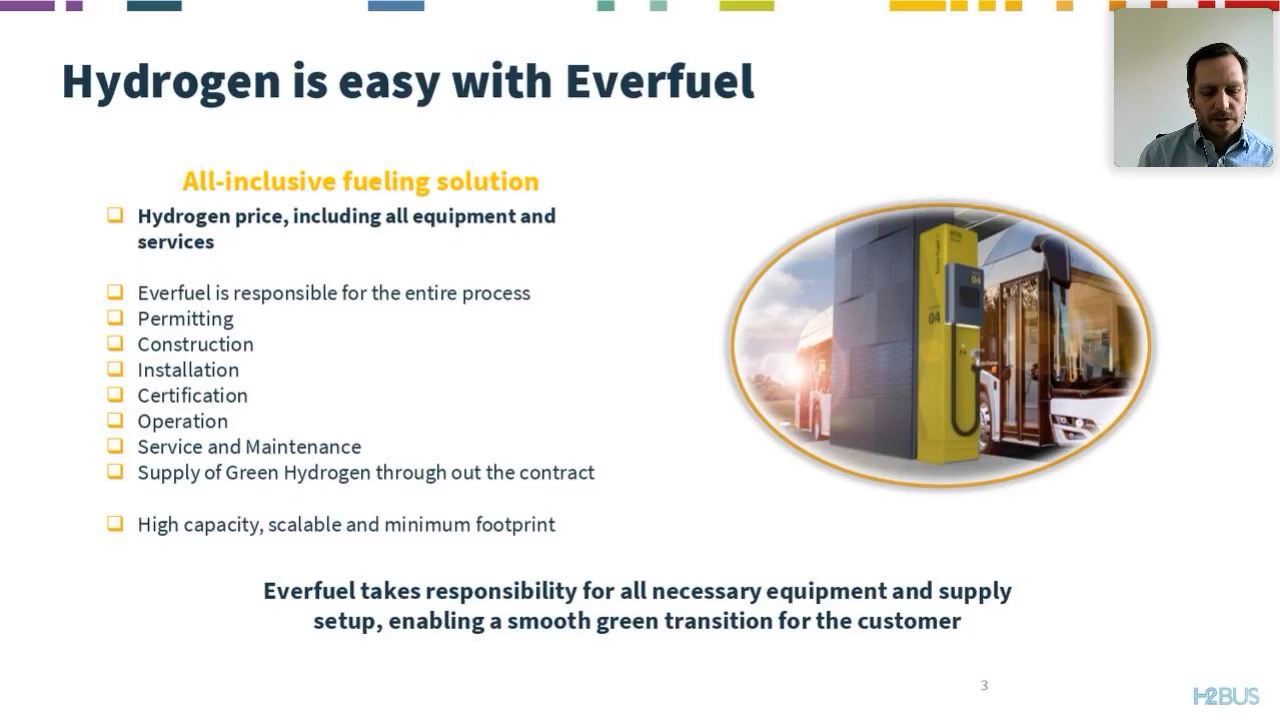 Hydrogen is easy with Everfuel
All-inclusive fueling solution
Hydrogen price, including all equipment and
services
Everfuel is responsible for the entire process
Permitting
Construction
Installation
Certification
Operation
Service and Maintenance
Supply of Green Hydrogen through out the contract
High capacity, scalable and minimum footprint
04
04
Everfuel takes responsibility for all necessary equipment and supply
setup, enabling a smooth green transition for the customer
3
H2BUS